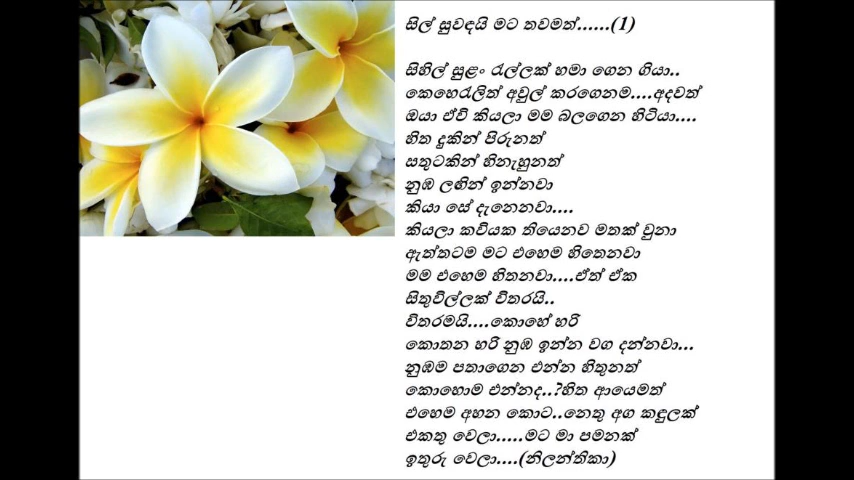 සිල් සුවඳයි මට තවමත්......(1)
සිහිල් සුළං රැල්ලක් හමා ගෙන ගියා..
කෙහෙරැලිත් අවුල් කරගෙනම....අදවත්
ඔයා ඒවි කියලා මම බලගෙන හිටියා....
හිත දුකින් පිරුනත්
සතුටකින් හිනැහුනත්
නුඹ ලඟින් ඉන්නවා
කියා සේ දැනෙනවා....
කියලා කවියක තියෙනව මතක් වුනා
ඇත්තටම මට එහෙම හිතෙනවා
මම එහෙම හිතනවා....ඒත් ඒක
සිතුවිල්ලක් විතරයි..
විතරමයි....කොහේ හරි
කොතන හරි නුඹ ඉන්න වග දන්නවා...
නුඹම පතාගෙන එන්න හිතුනත්
කොහොම එන්නද..?හිත ආයෙමත්
එහෙම අහන කොට..නෙතු අග කඳුලක්
එකතු වෙලා.....මට මා පමනක්
ඉතුරු වෙලා....(නිලන්තිකා)